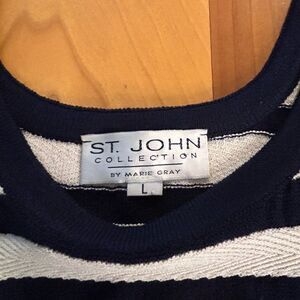 ST. JOHN
COLLECTION
BY MARIE GRAY
L